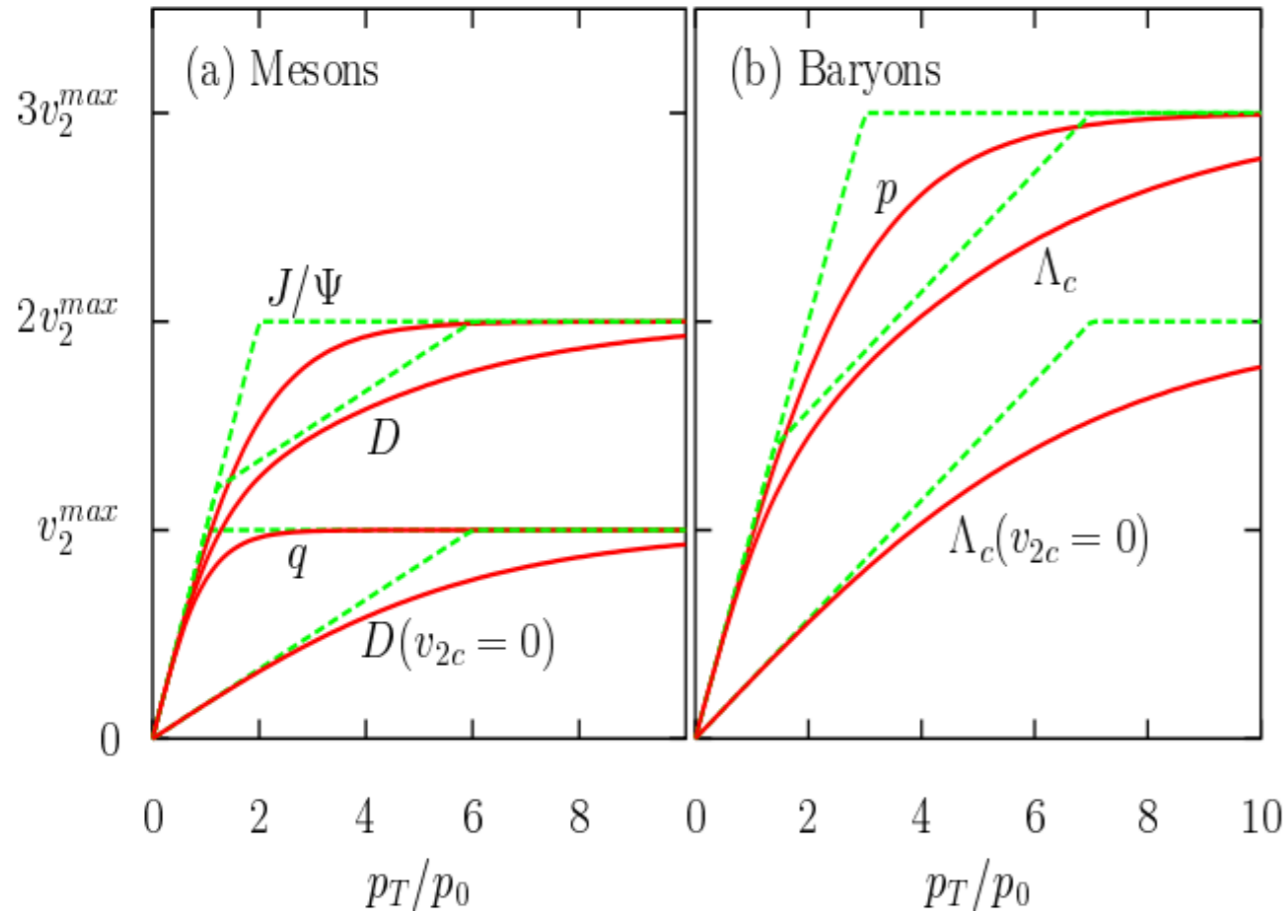 (a) Mesons
3v_2^{max}
2v_2^{max}
v_2^{max}
0
J/Ψ
D
q
D(v_{2c} = 0)
0 2 4 6 8
p_T/p_0
(b) Baryons
p
Λ_c
Λ_c(v_{2c} = 0)
0 2 4 6 8 10
p_T/p_0